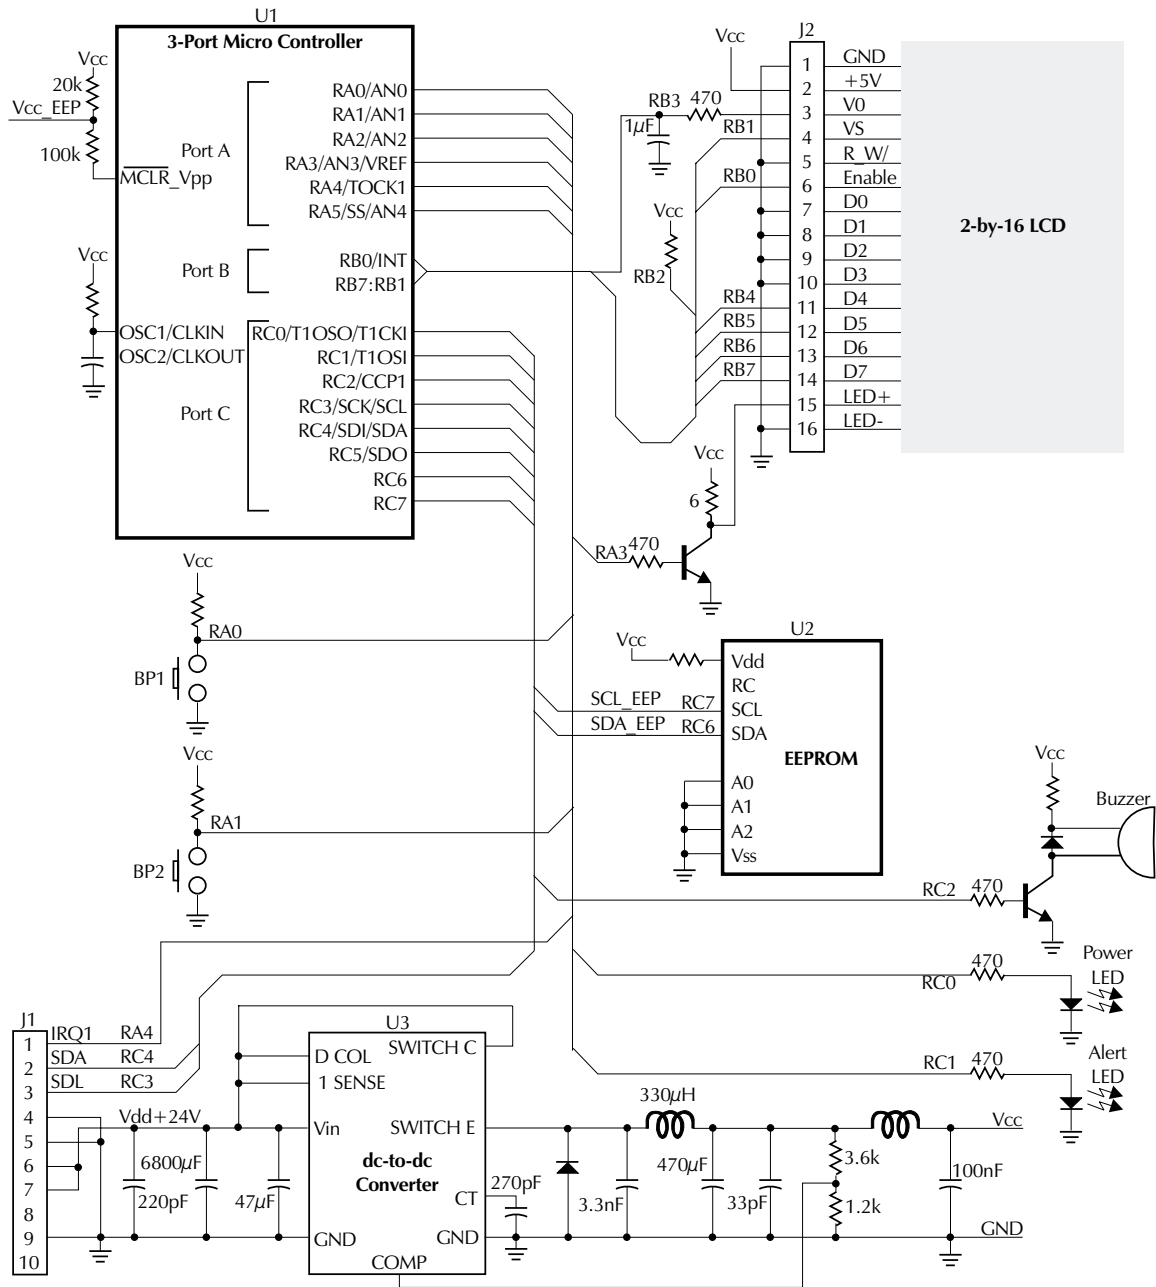 U1
3-Port Micro Controller
Vcc
20k
Vcc_EEP
100k
MCLR_Vpp
Port A
RA0/AN0
RA1/AN1
RA2/AN2
RA3/AN3/VREF
RA4/TOCK1
RA5/SS/AN4
Port B
RB0/INT
RB7:RB1
Vcc
OSC1/CLKIN
OSC2/CLKOUT
Port C
RC0/T1OSO/T1CKI
RC1/T1OSI
RC2/CCP1
RC3/SCK/SCL
RC4/SDI/SDA
RC5/SDO
RC6
RC7
Vcc
RB3
470
1µF
RB1
RB0
Vcc
RB2
RB4
RB5
RB6
RB7
J2
1 GND
2 +5V
3 V0
4 VS
5 R_W/
6 Enable
7 D0
8 D1
9 D2
10 D3
11 D4
12 D5
13 D6
14 D7
15 LED+
16 LED-
2-by-16 LCD
Vcc
6
RA3
470
Vcc
RA0
BP1
Vcc
RA1
BP2
U2
Vcc
Vdd
RC
SCL_EEP RC7 SCL
SDA_EEP RC6 SDA
EEPROM
A0
A1
A2
Vss
Vcc
Buzzer
RC2
470
Power
LED
470
RC0
Alert
LED
RC1
470
J1
1 IRQ1 RA4
2 SDA RC4
3 SDL RC3
4
5
6
7
8
9
10
Vdd+24V
6800µF
220pF
47µF
U3
D COL
SWITCH C
1 SENSE
Vin
SWITCH E
dc-to-dc
Converter
CT
GND
GND
COMP
270pF
330µH
3.3nF
470µF
33pF
3.6k
1.2k
100nF
Vcc
GND